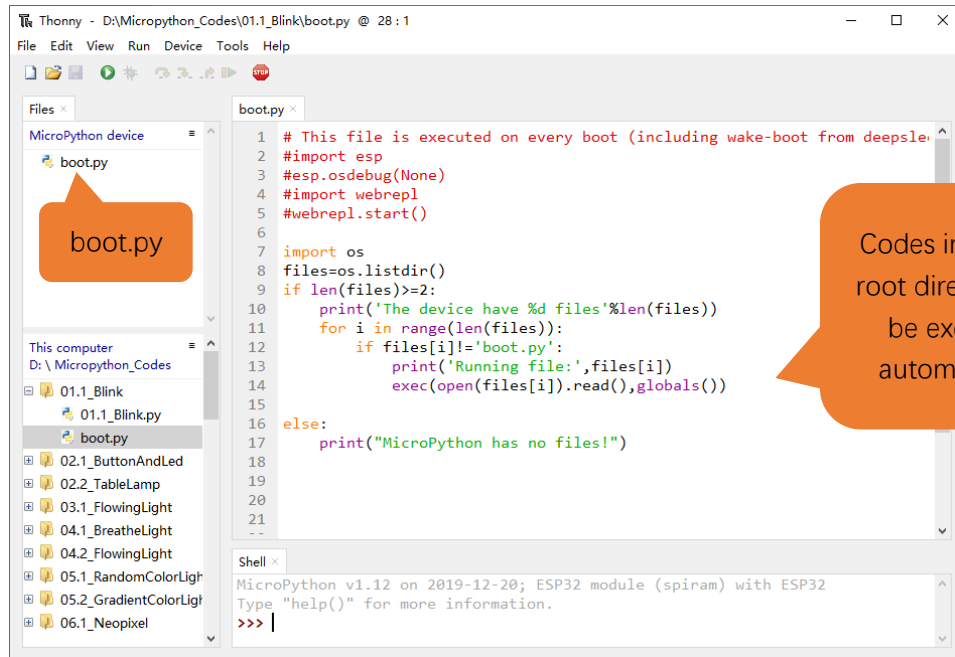 Thonny - D:\Micropython_Codes\01.1_Blink\boot.py @ 28 : 1
File Edit View Run Device Tools Help
STOP
Files
MicroPython device
boot.py
boot.py
This computer
D: \ Micropython_Codes
01.1_Blink
01.1_Blink.py
boot.py
02.1_ButtonAndLed
02.2_TableLamp
03.1_FlowingLight
04.1_BreatheLight
04.2_FlowingLight
05.1_RandomColorLigh
05.2_GradientColorLigh
06.1_Neopixel
boot.py
1 # This file is executed on every boot (including wake-boot from deepslee
2 #import esp
3 #esp.osdebug(None)
4 #import webrepl
5 #webrepl.start()
6
7 import os
8 files=os.listdir()
9 if len(files)>=2:
10     print('The device have %d files'%len(files))
11     for i in range(len(files)):
12         if files[i]!='boot.py':
13             print('Running file:',files[i])
14             exec(open(files[i]).read(),globals())
15
16 else:
17     print("MicroPython has no files!")
18
19
20
21
Codes in
root dire
be exe
autom
Shell
MicroPython v1.12 on 2019-12-20; ESP32 module (spiram) with ESP32
Type "help()" for more information.
>>>